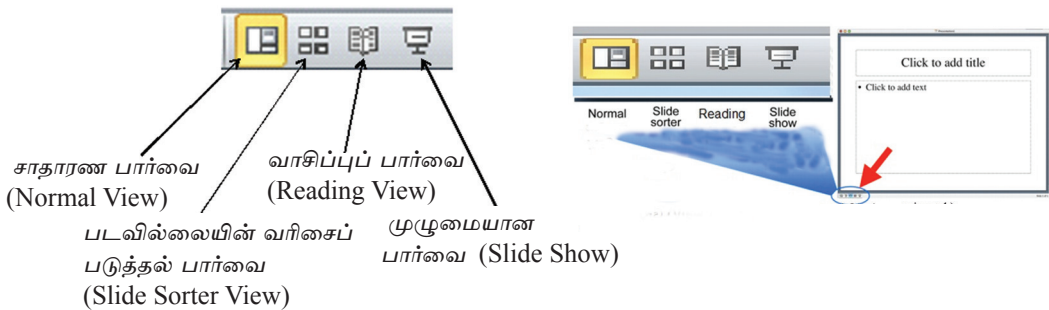 சாதாரண பார்வை
(Normal View)
வாசிப்புப் பார்வை
(Reading View)
படவில்லையின் வரிசைப்
படுத்தல் பார்வை
(Slide Sorter View)
முழுமையான
பார்வை (Slide Show)
Normal
Slide
sorter
Reading
Slide
show
Click to add title
• Click to add text